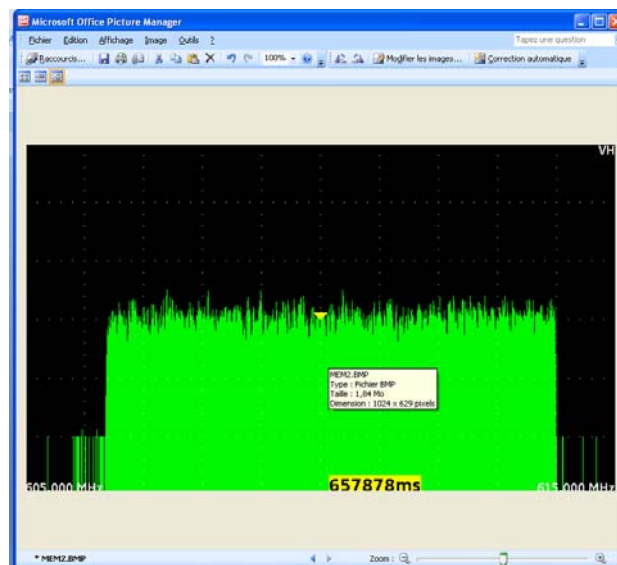 Microsoft Office Picture Manager
Fichier Edition Affichage Image Outils ? Tapez une question
Raccourcis... 100% Modifier les images... Correction automatique
VH
MEM2.BMP
Type : Fichier BMP
Taille : 1,84 Mo
Dimension : 1024 x 629 pixels
605.000 MHz 657878ms 615.000 MHz
* MEM2.BMP Zoom :